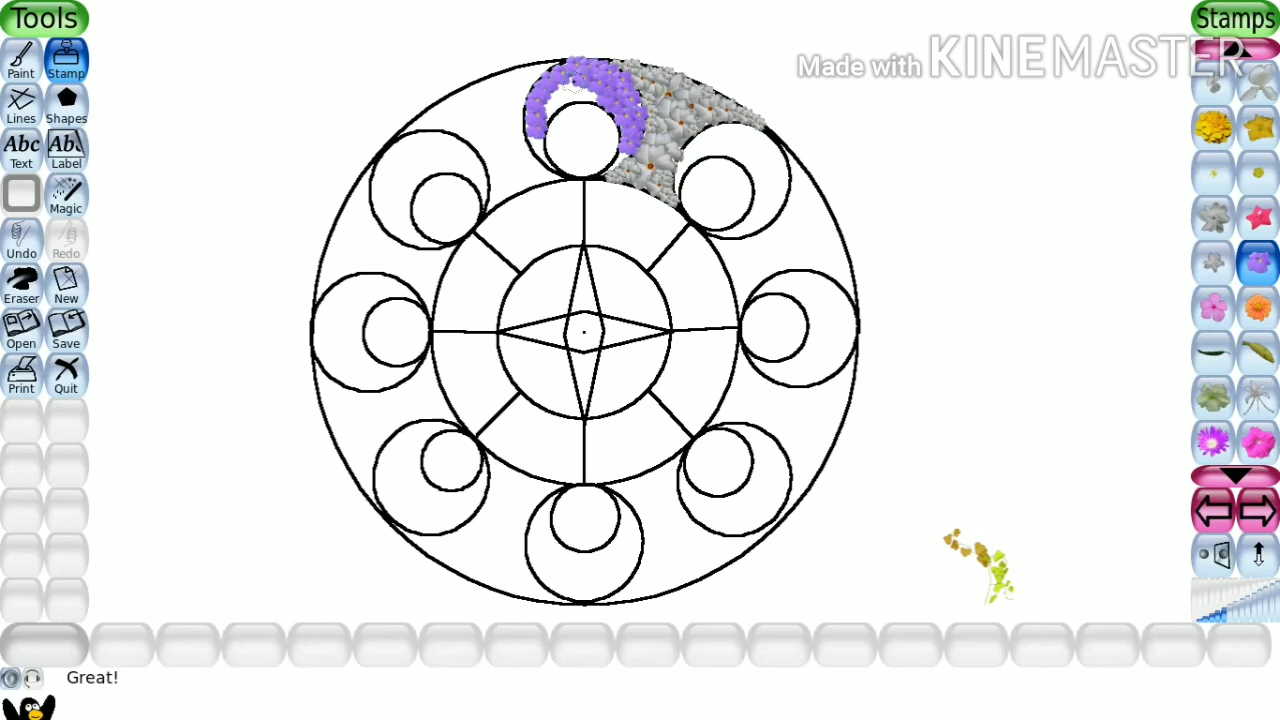 Tools
Stamps
Made with KINEMASTER
Paint
Stamp
Lines
Shapes
Abc
Abc
Text
Label
Magic
Undo
Redo
Eraser
New
Open
Save
Print
Quit
Great!